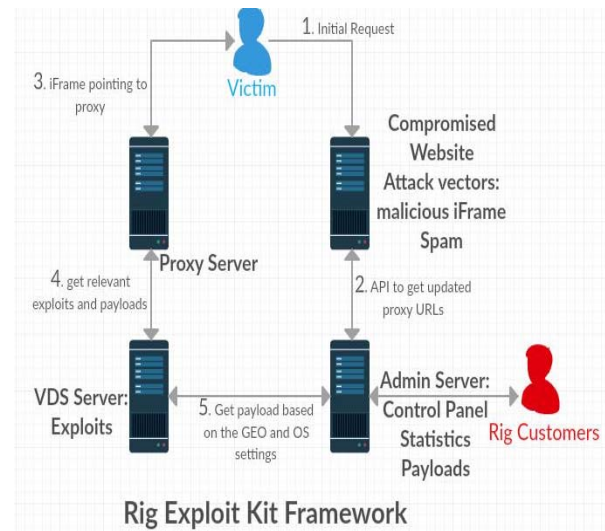 1. Initial Request
Victim
3. iFrame pointing to
proxy
Compromised
Website
Attack vectors:
malicious iFrame
Spam
Proxy Server
4. get relevant
exploits and payloads
2. API to get updated
proxy URLs
VDS Server:
Exploits
5. Get payload based
on the GEO and OS
settings
Admin Server:
Control Panel
Statistics
Payloads
Rig Customers
Rig Exploit Kit Framework